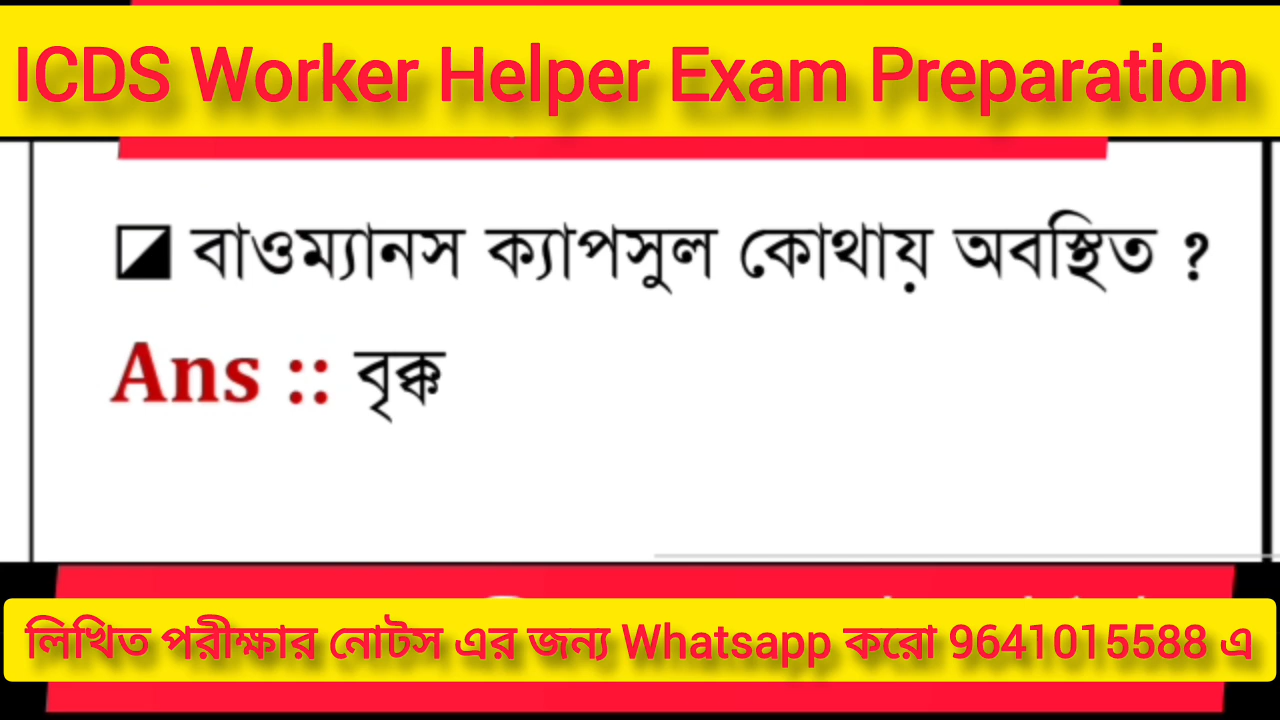 ICDS Worker Helper Exam Preparation
বাওম্যানস ক্যাপসুল কোথায় অবস্থিত ?
Ans :: বৃক্ক
লিখিত পরীক্ষার নোটস এর জন্য Whatsapp করো 9641015588 এ